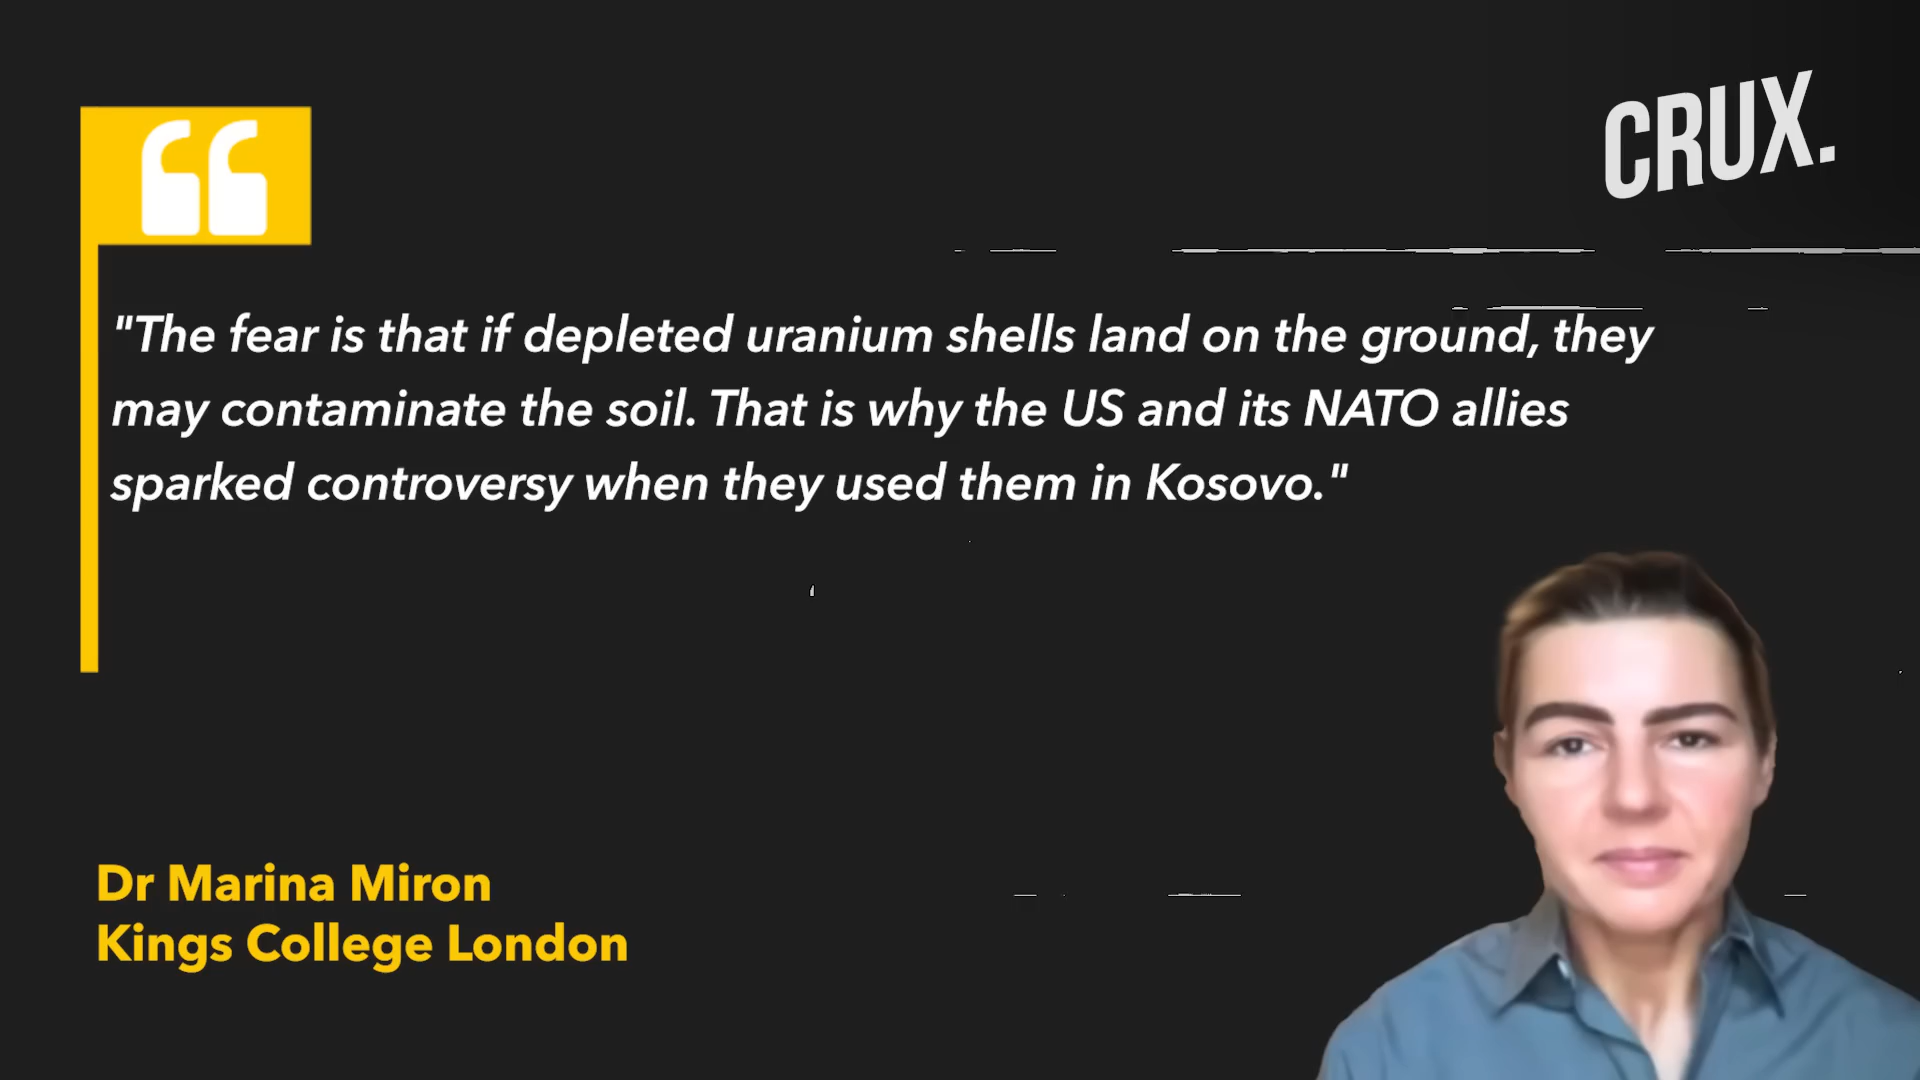 CRUX.
"The fear is that if depleted uranium shells land on the ground, they
may contaminate the soil. That is why the US and its NATO allies
sparked controversy when they used them in Kosovo."
Dr Marina Miron
Kings College London